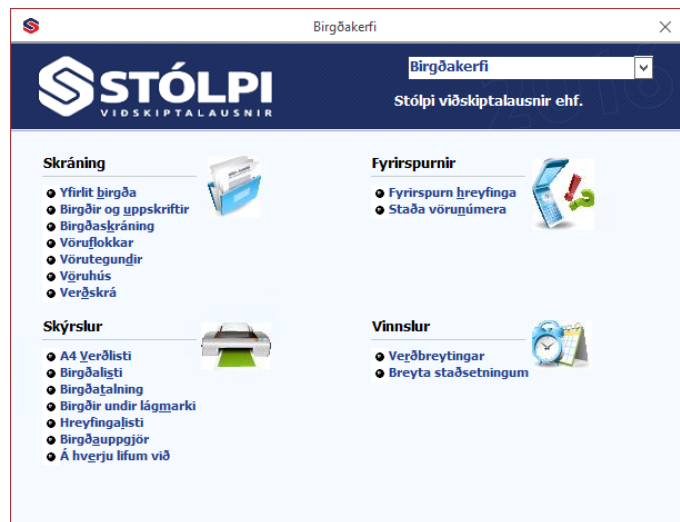 Birgðakerfi
STÓLPI
VIÐSKIPTALAUSNIR
Birgðakerfi
2016
Stólpi viðskiptalausnir ehf.
Skráning
Yfirlit birgða
Birgðir og uppskriftir
Birgðaskráning
Vöruflokkar
Vörutegundir
Vöruhús
Verðskrá
Fyrirspurnir
Fyrirspurn hreyfinga
Staða vörunúmera
Skýrslur
A4 Verðlisti
Birgðalisti
Birgðatalning
Birgðir undir lágmarki
Hreyfingalisti
Birgðauppgjör
Á hverju lifum við
Vinnslur
Verðbreytingar
Breyta staðsetningum